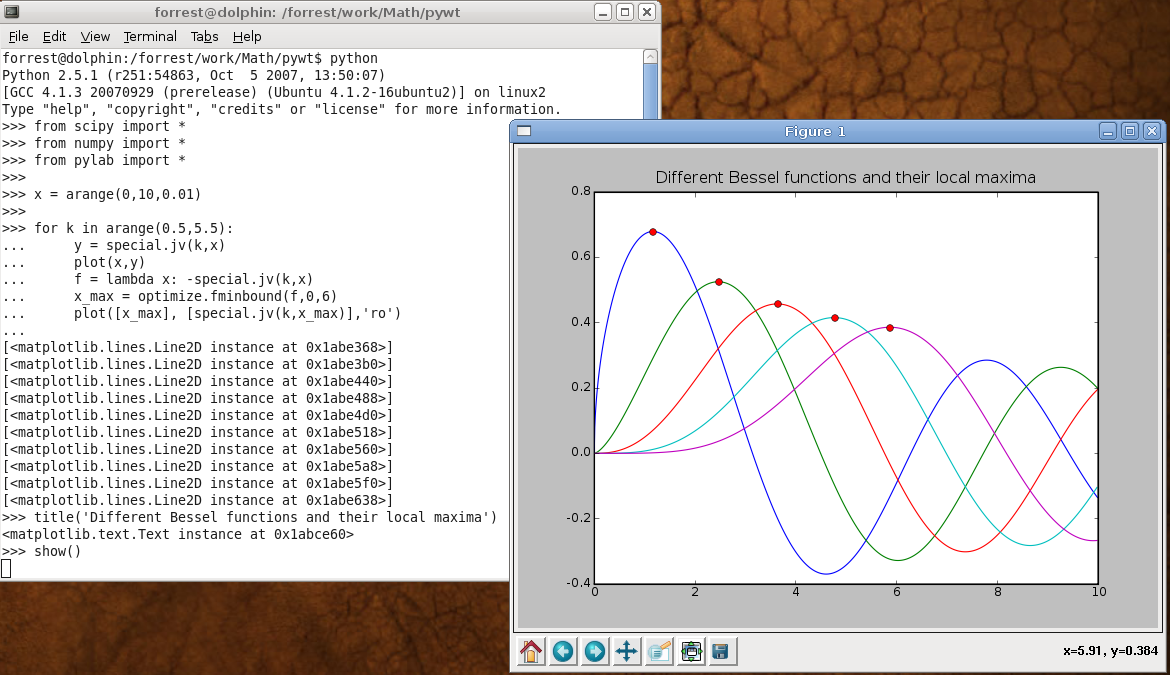 forrest@dolphin: /forrest/work/Math/pywt
File Edit View Terminal Tabs Help
forrest@dolphin:/forrest/work/Math/pywt$ python
Python 2.5.1 (r251:54863, Oct  5 2007, 13:50:07)
[GCC 4.1.3 20070929 (prerelease) (Ubuntu 4.1.2-16ubuntu2)] on linux2
Type "help", "copyright", "credits" or "license" for more information.
>>> from scipy import *
>>> from numpy import *
>>> from pylab import *
>>>
>>> x = arange(0,10,0.01)
>>>
>>> for k in arange(0.5,5.5):
...      y = special.jv(k,x)
...      plot(x,y)
...      f = lambda x: -special.jv(k,x)
...      x_max = optimize.fminbound(f,0,6)
...      plot([x_max], [special.jv(k,x_max)],'ro')
...
[<matplotlib.lines.Line2D instance at 0x1abe368>]
[<matplotlib.lines.Line2D instance at 0x1abe3b0>]
[<matplotlib.lines.Line2D instance at 0x1abe440>]
[<matplotlib.lines.Line2D instance at 0x1abe488>]
[<matplotlib.lines.Line2D instance at 0x1abe4d0>]
[<matplotlib.lines.Line2D instance at 0x1abe518>]
[<matplotlib.lines.Line2D instance at 0x1abe560>]
[<matplotlib.lines.Line2D instance at 0x1abe5a8>]
[<matplotlib.lines.Line2D instance at 0x1abe5f0>]
[<matplotlib.lines.Line2D instance at 0x1abe638>]
>>> title('Different Bessel functions and their local maxima')
<matplotlib.text.Text instance at 0x1abce60>
>>> show()
Figure 1
Different Bessel functions and their local maxima
0.8
0.6
0.4
0.2
0.0
-0.2
-0.4
0 2 4 6 8 10
x=5.91, y=0.384